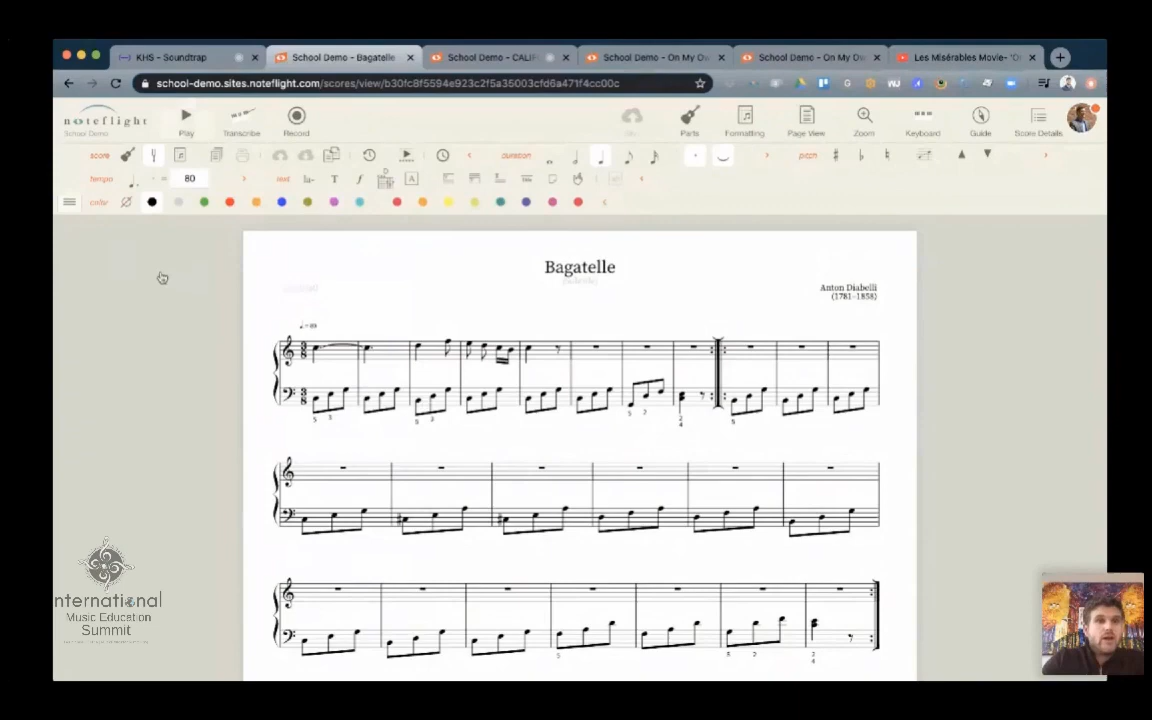 KHS - Soundtrap
School Demo - Bagatelle
School Demo - CALIF
School Demo - On My Ow
School Demo - On My Ow
Les Misérables Movie- 'O
school-demo.sites.noteflight.com/scores/view/b30fc8f5594e923c2f5a35003cfd6a471f4cc00c
noteflight
School Demo
Play
Transcribe
Record
Parts
Formatting
Page View
Zoom
Keyboard
Guide
Score Details
score
duration
pitch
tempo
= 80
text
la-
T
f
A
color
Bagatelle
Anton Diabelli
(1781–1858)
International
Music Education
Summit